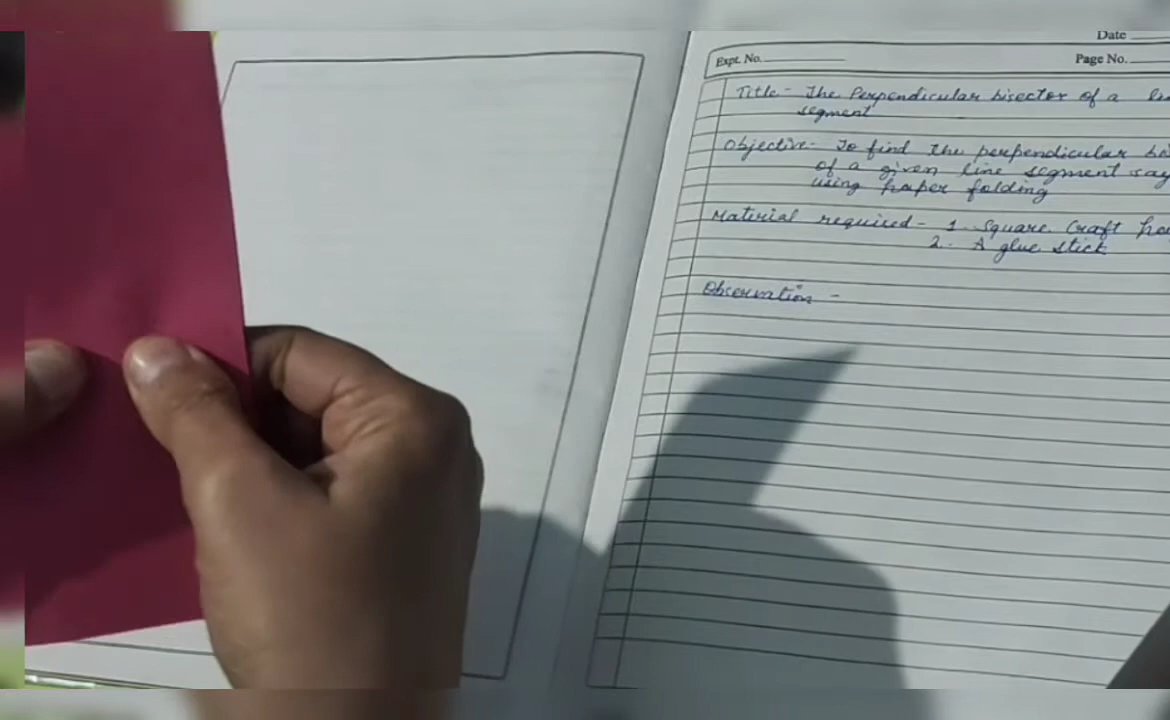 Date
Expt. No.
Page No.
Title - The Perpendicular bisector of a
segment
Objective - To find the perpendicular
of a given line segment say
using paper folding
Material required - 1. Square Craft
2. A glue stick
Observation -